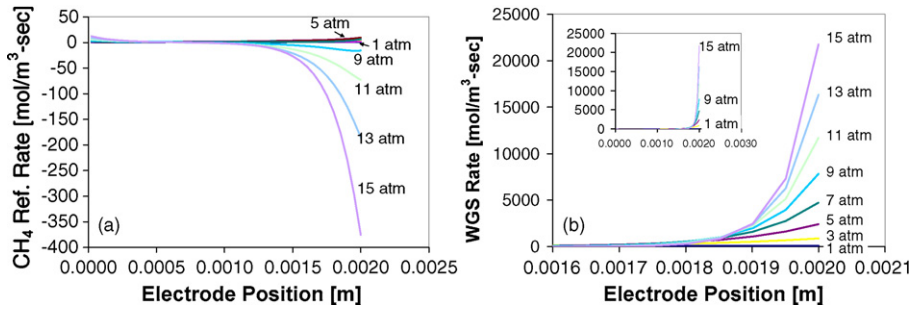 CH4 Ref. Rate [mol/m3-sec]
50
0
-50
-100
-150
-200
-250
-300
-350
-400
5 atm
1 atm
9 atm
11 atm
13 atm
15 atm
(a)
0.0000 0.0005 0.0010 0.0015 0.0020 0.0025
Electrode Position [m]
WGS Rate [mol/m3-sec]
25000
20000
15000
10000
5000
0
25000
20000
15000
10000
5000
0
15 atm
9 atm
1 atm
0.0000 0.0010 0.0020 0.0030
15 atm
13 atm
11 atm
9 atm
7 atm
5 atm
3 atm
1 atm
(b)
0.0016 0.0017 0.0018 0.0019 0.0020 0.0021
Electrode Position [m]